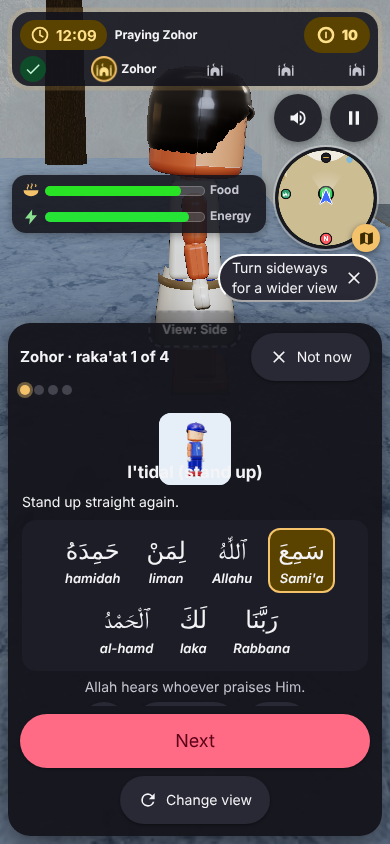 12:09 Praying Zohor 10
Zohor
Food
Energy
N
Turn sideways
for a wider view
View: Side
Zohor · raka'at 1 of 4
Not now
I'tidal (stand up)
Stand up straight again.
سَمِعَ ٱللَّهُ لِمَنْ حَمِدَهُ
Sami'a Allahu liman hamidah
رَبَّنَا لَكَ ٱلْحَمْدُ
Rabbana laka al-hamd
Allah hears whoever praises Him.
Next
Change view